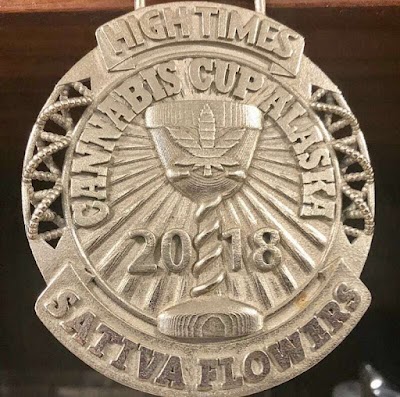 HIGH TIMES
CANNABIS CUP ALASKA
2018
SATIVA FLOWERS